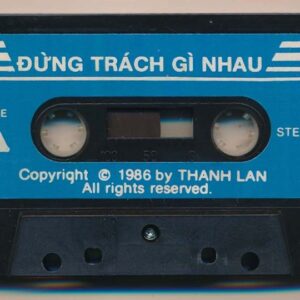 ĐỪNG TRÁCH GÌ NHAU
Copyright © 1986 by THANH LAN
All rights reserved.